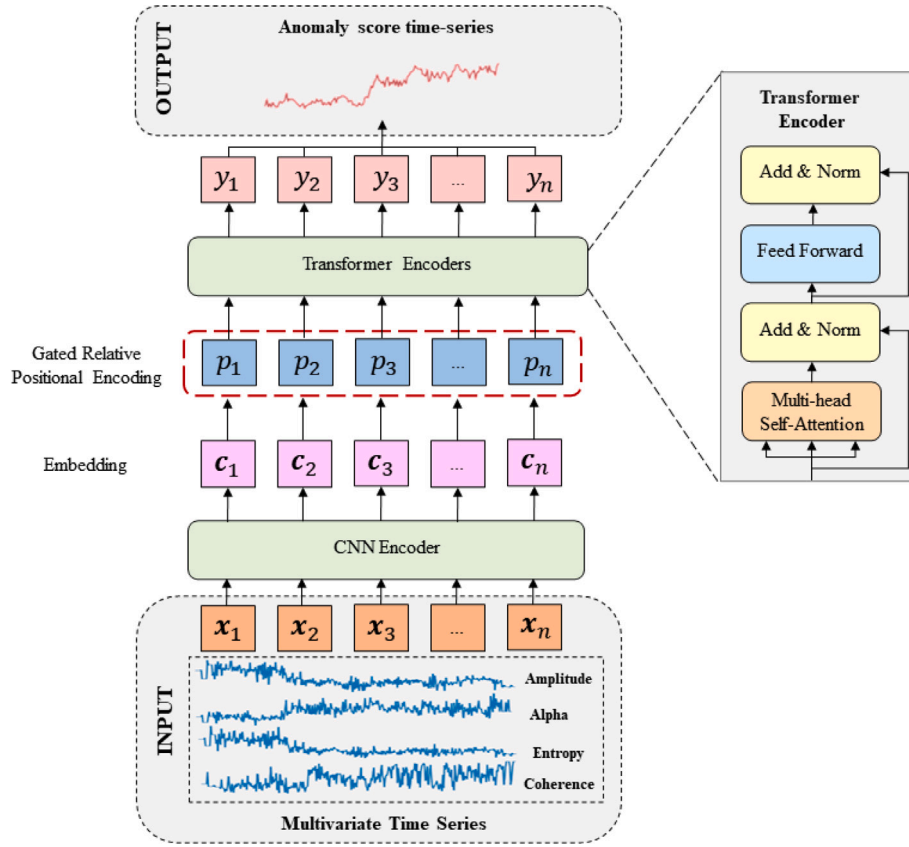 OUTPUT
Anomaly score time-series
y1 y2 y3 ... yn
Transformer Encoders
Gated Relative
Positional Encoding
p1 p2 p3 ... pn
Embedding
c1 c2 c3 ... cn
CNN Encoder
x1 x2 x3 ... xn
INPUT
Amplitude
Alpha
Entropy
Coherence
Multivariate Time Series
Transformer
Encoder
Add & Norm
Feed Forward
Add & Norm
Multi-head
Self-Attention